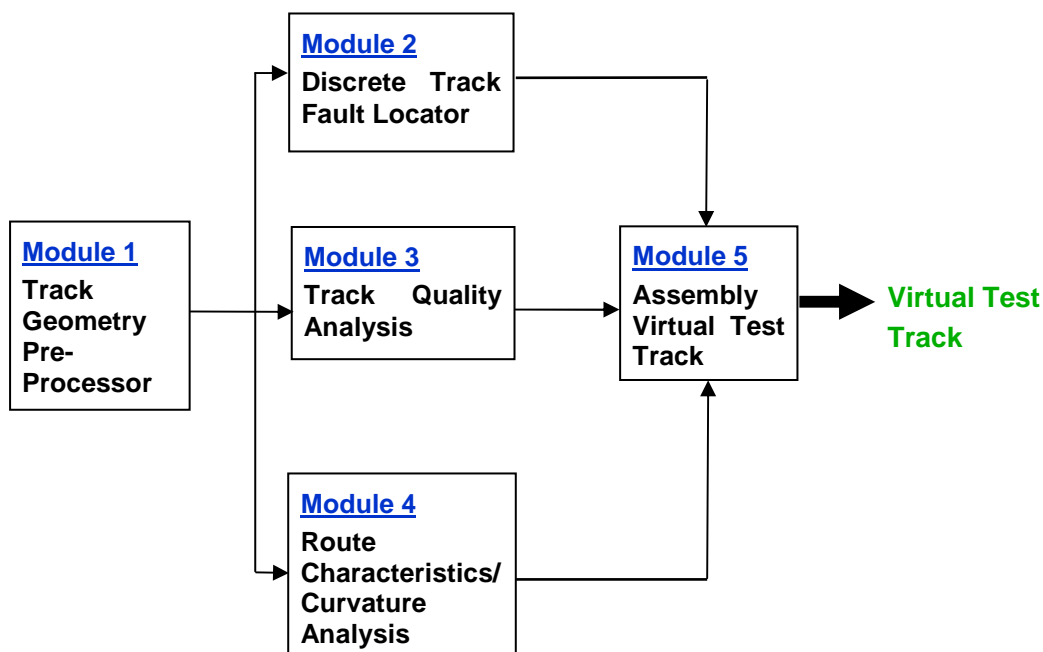 Module 1
Track
Geometry
Pre-
Processor
Module 2
Discrete Track
Fault Locator
Module 3
Track Quality
Analysis
Module 4
Route
Characteristics/
Curvature
Analysis
Module 5
Assembly
Virtual Test
Track
Virtual Test
Track